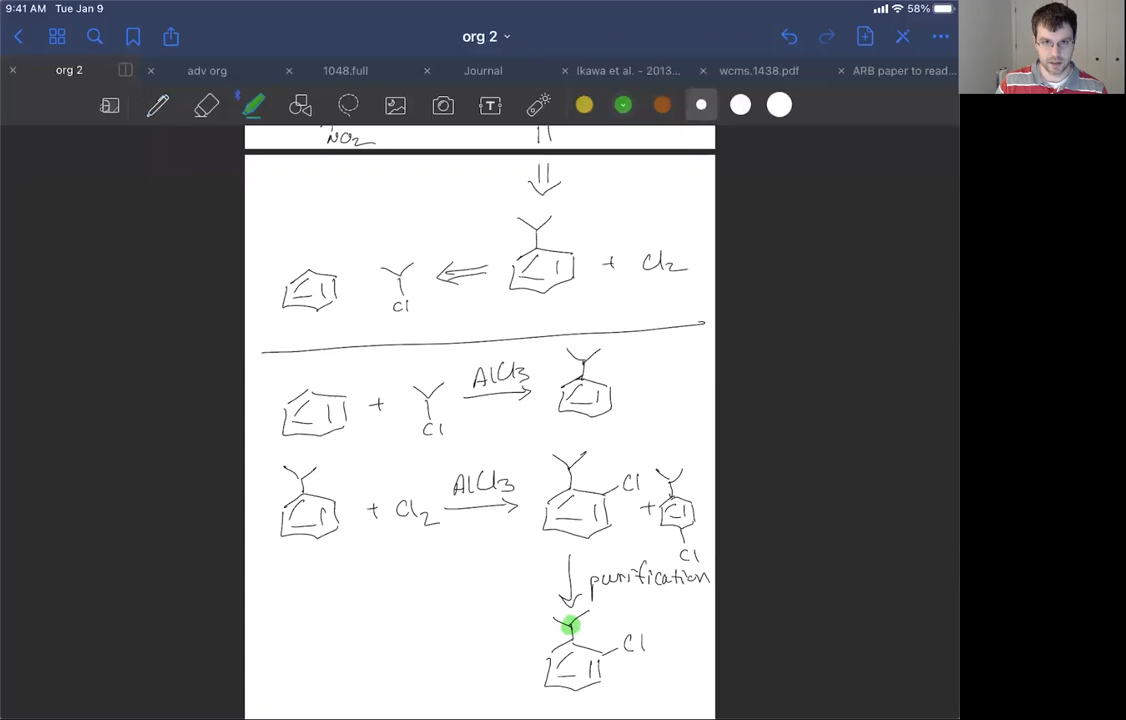 9:41 AM Tue Jan 9
58%
org 2
org 2
adv org
1048.full
Journal
Ikawa et al. - 2013...
wcms.1438.pdf
ARB paper to read...
NO2
+ Cl2
Cl
AlCl3
+
Cl
+ Cl2
AlCl3
Cl
+
Cl
purification
Cl